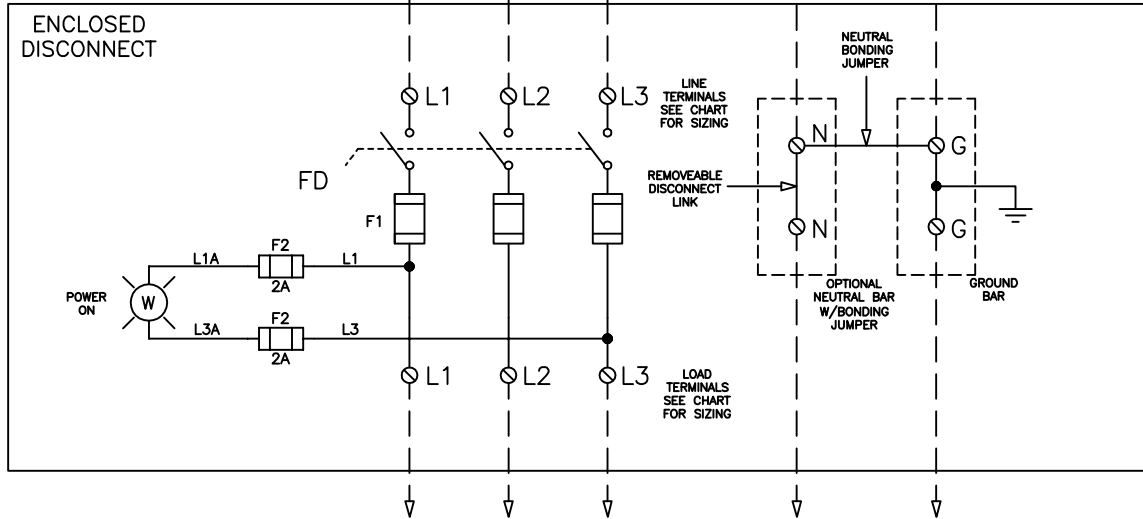 ENCLOSED
DISCONNECT
NEUTRAL
BONDING
JUMPER
L1
L2
L3
LINE
TERMINALS
SEE CHART
FOR SIZING
N
G
FD
REMOVEABLE
DISCONNECT
LINK
F1
N
G
L1A
F2
2A
L1
POWER
ON
W
OPTIONAL
NEUTRAL BAR
W/BONDING
JUMPER
GROUND
BAR
L3A
F2
2A
L3
L1
L2
L3
LOAD
TERMINALS
SEE CHART
FOR SIZING